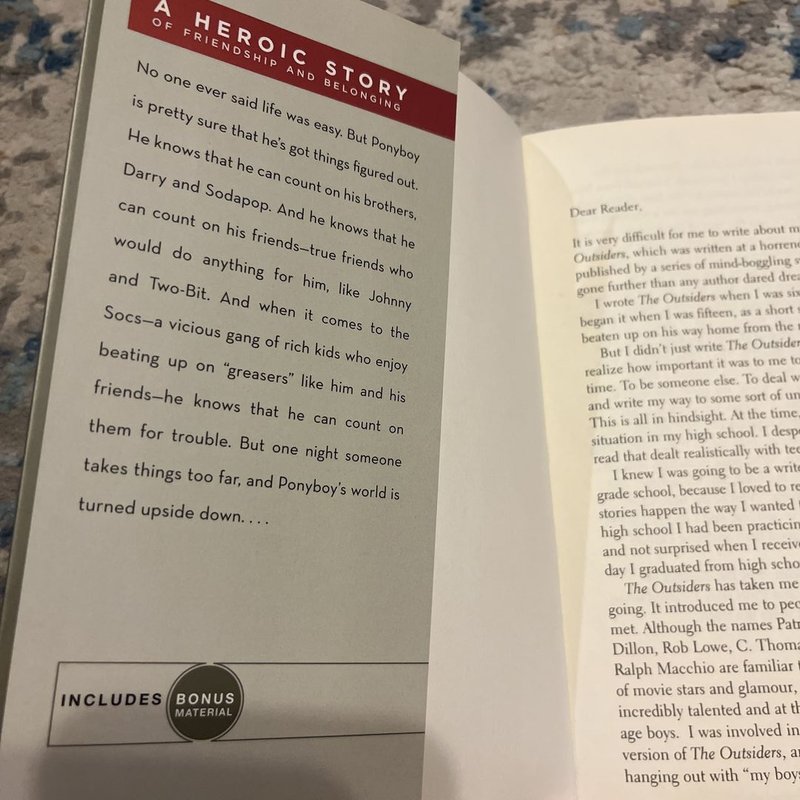 A HEROIC STORY
OF FRIENDSHIP AND BELONGING
No one ever said life was easy. But Ponyboy
is pretty sure that he's got things figured out.
He knows that he can count on his brothers,
Darry and Sodapop. And he knows that he
can count on his friends—true friends who
would do anything for him, like Johnny
and Two-Bit. And when it comes to the
Socs—a vicious gang of rich kids who enjoy
beating up on "greasers" like him and his
friends—he knows that he can count on
them for trouble. But one night someone
takes things too far, and Ponyboy's world is
turned upside down. . . .
INCLUDES BONUS
MATERIAL
Dear Reader,
It is very difficult for me to write about
Outsiders, which was written at a
published by a series of mind-boggling
gone further than any author dared
I wrote The Outsiders when I was
began it when I was fifteen, as a short
beaten up on his way home from the
But I didn't just write The
realize how important it was to me to
time. To be someone else. To deal
and write my way to some sort of
This is all in hindsight. At the time,
situation in my high school. I
read that dealt realistically with
I knew I was going to be a
grade school, because I loved to
stories happen the way I wanted
high school I had been
and not surprised when I
day I graduated from high
The Outsiders has taken me
going. It introduced me to
met. Although the names
Dillon, Rob Lowe, C.
Ralph Macchio are familiar
of movie stars and glamour,
incredibly talented and at
age boys. I was involved in
version of The Outsiders,
hanging out with "my